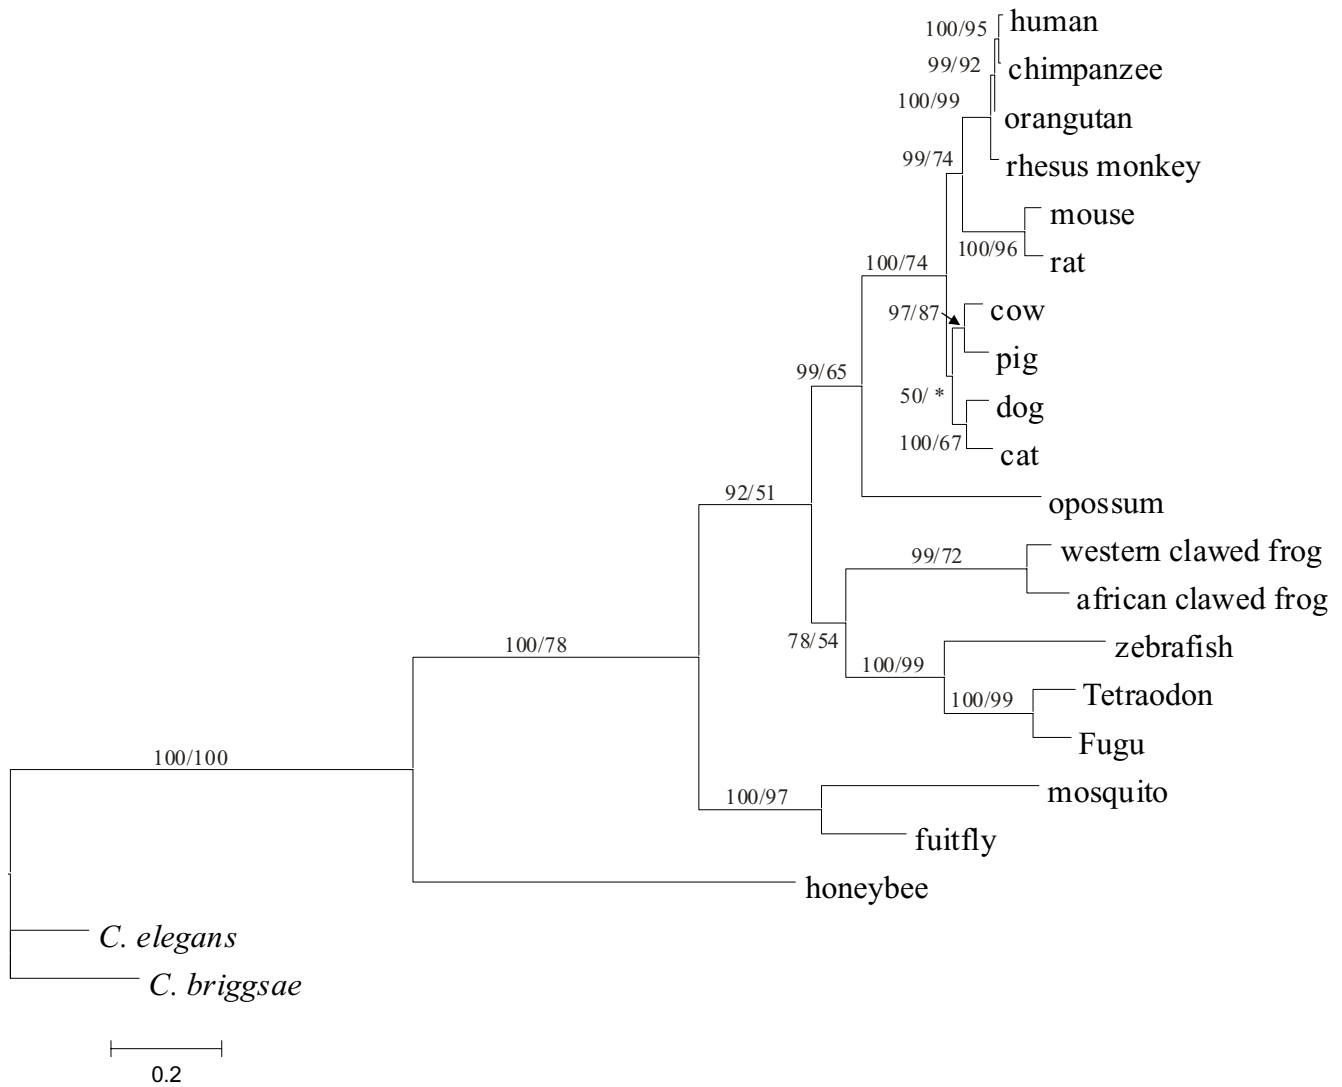 100/95
human
99/92
chimpanzee
100/99
orangutan
99/74
rhesus monkey
mouse
100/96
rat
100/74
97/87
cow
pig
99/65
50/ *
dog
100/67
cat
92/51
opossum
99/72
western clawed frog
african clawed frog
100/78
78/54
zebrafish
100/99
100/99
Tetraodon
Fugu
100/100
mosquito
100/97
fuitfly
honeybee
C. elegans
C. briggsae
0.2